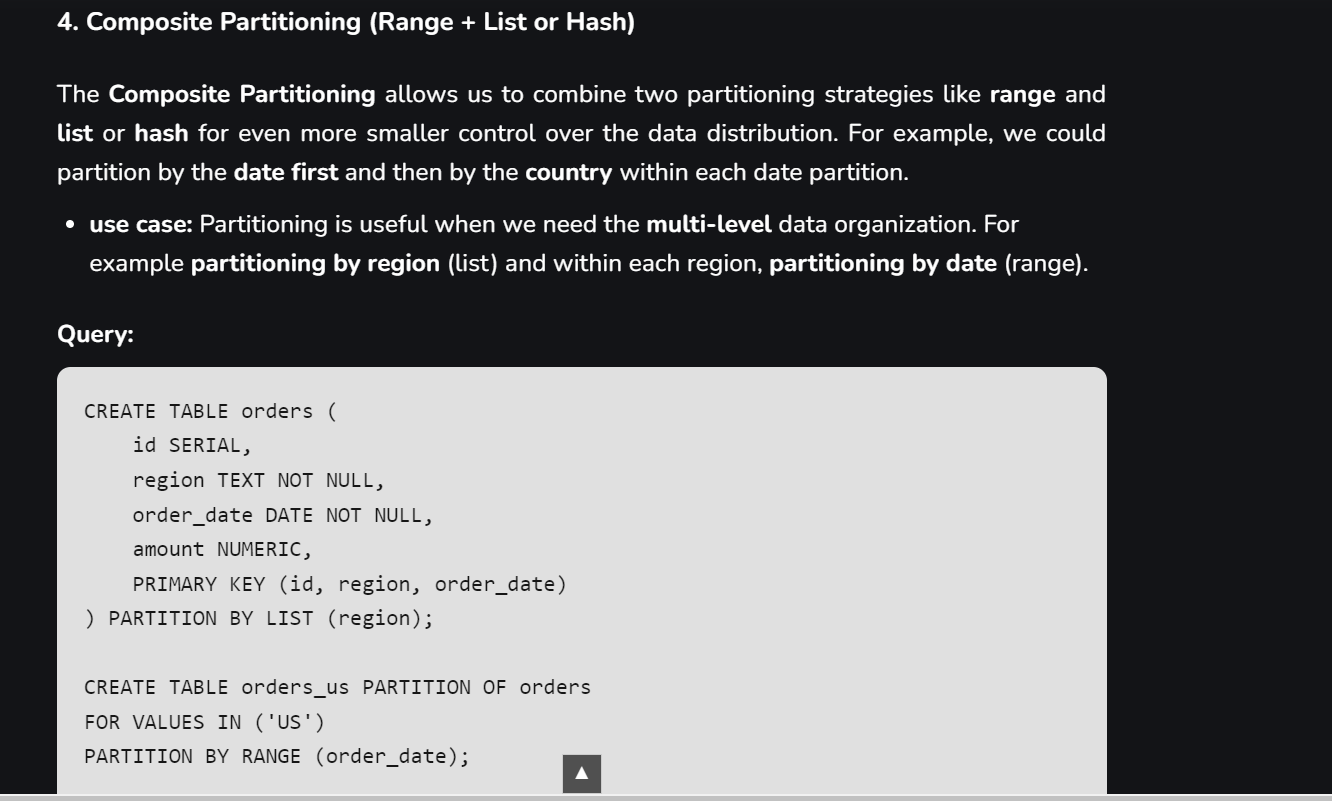 4. Composite Partitioning (Range + List or Hash)
The Composite Partitioning allows us to combine two partitioning strategies like range and
list or hash for even more smaller control over the data distribution. For example, we could
partition by the date first and then by the country within each date partition.
• use case: Partitioning is useful when we need the multi-level data organization. For
example partitioning by region (list) and within each region, partitioning by date (range).
Query:
CREATE TABLE orders (
    id SERIAL,
    region TEXT NOT NULL,
    order_date DATE NOT NULL,
    amount NUMERIC,
    PRIMARY KEY (id, region, order_date)
) PARTITION BY LIST (region);
CREATE TABLE orders_us PARTITION OF orders
FOR VALUES IN ('US')
PARTITION BY RANGE (order_date);